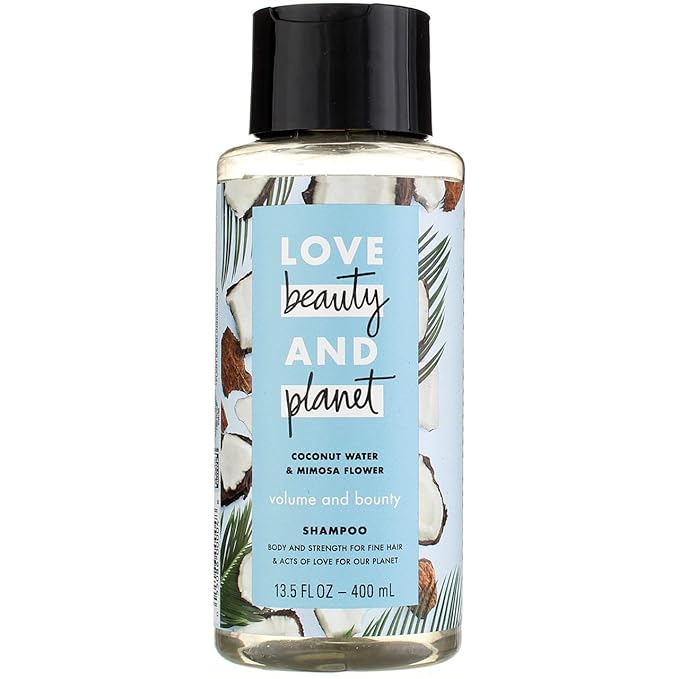 LOVE
beauty
AND
planet
COCONUT WATER
& MIMOSA FLOWER
volume and bounty
SHAMPOO
BODY AND STRENGTH FOR FINE HAIR
& ACTS OF LOVE FOR OUR PLANET
13.5 FL OZ – 400 mL